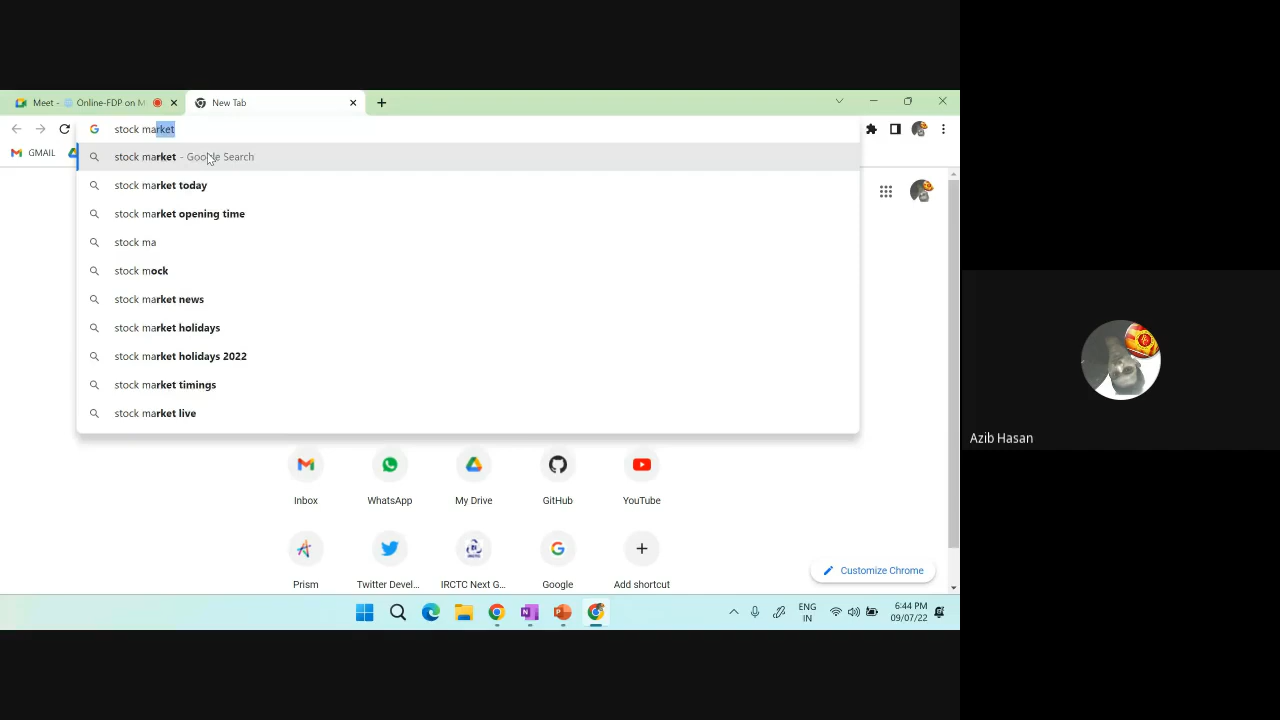 Meet - Online-FDP on M
New Tab
stock market
GMAIL
stock market - Google Search
stock market today
stock market opening time
stock ma
stock mock
stock market news
stock market holidays
stock market holidays 2022
stock market timings
stock market live
Inbox
WhatsApp
My Drive
GitHub
YouTube
Prism
Twitter Devel...
IRCTC Next G...
Google
Add shortcut
Customize Chrome
ENG
IN
6:44 PM
09/07/22
Azib Hasan